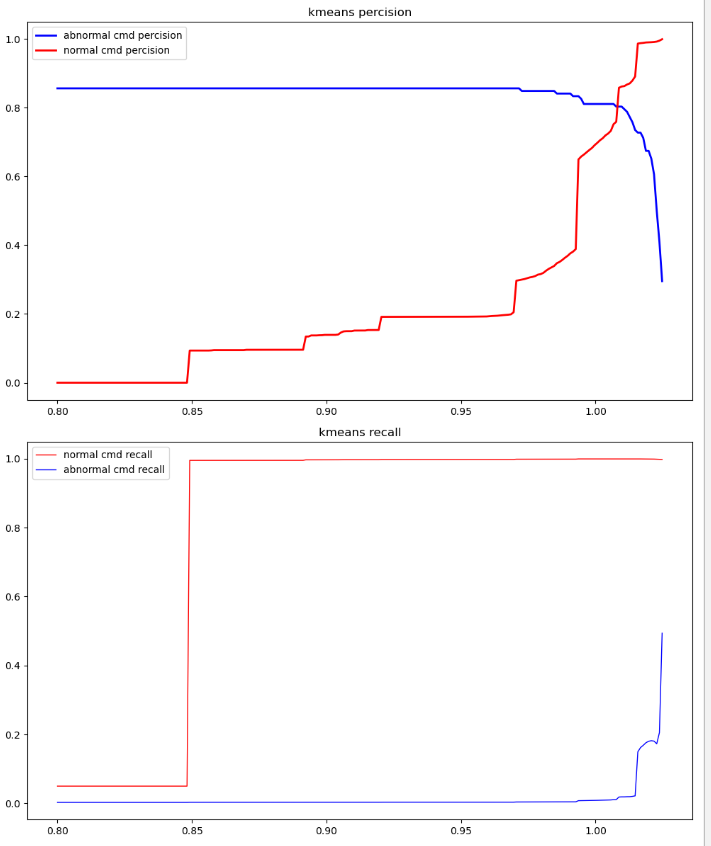 kmeans percision
abnormal cmd percision
normal cmd percision
1.0
0.8
0.6
0.4
0.2
0.0
0.80 0.85 0.90 0.95 1.00
kmeans recall
normal cmd recall
abnormal cmd recall
1.0
0.8
0.6
0.4
0.2
0.0
0.80 0.85 0.90 0.95 1.00